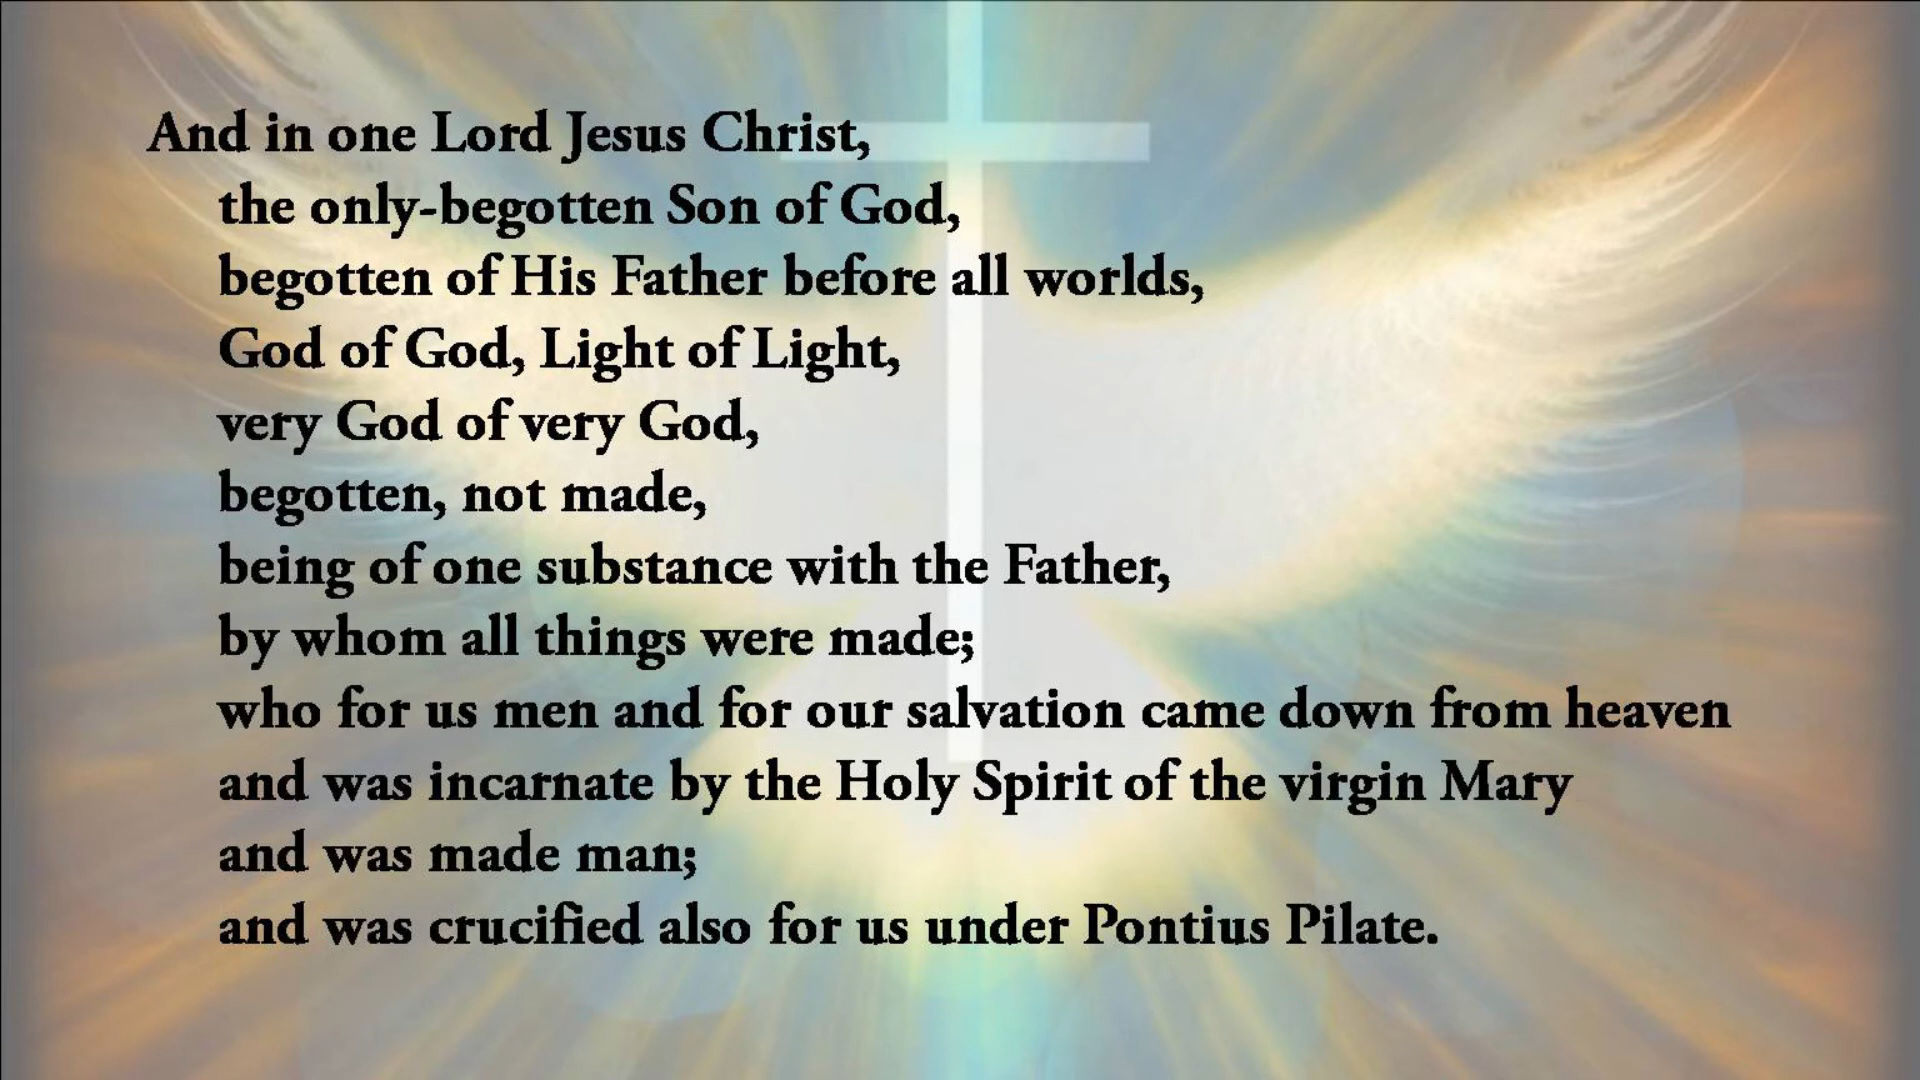 And in one Lord Jesus Christ,
the only-begotten Son of God,
begotten of His Father before all worlds,
God of God, Light of Light,
very God of very God,
begotten, not made,
being of one substance with the Father,
by whom all things were made;
who for us men and for our salvation came down from heaven
and was incarnate by the Holy Spirit of the virgin Mary
and was made man;
and was crucified also for us under Pontius Pilate.